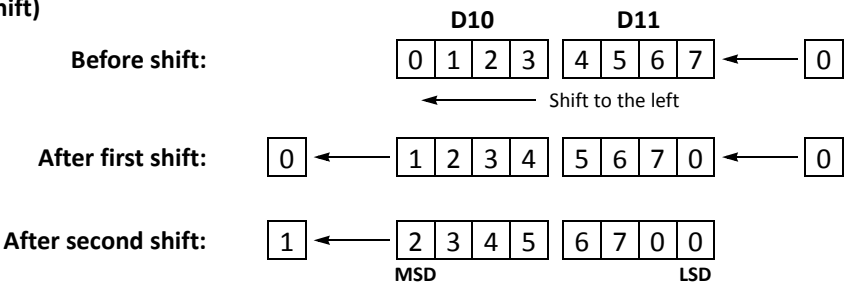 D10 D11
Before shift: 0 1 2 3 4 5 6 7 0
Shift to the left
After first shift: 0 1 2 3 4 5 6 7 0 0
After second shift: 1 2 3 4 5 6 7 0 0
MSD LSD